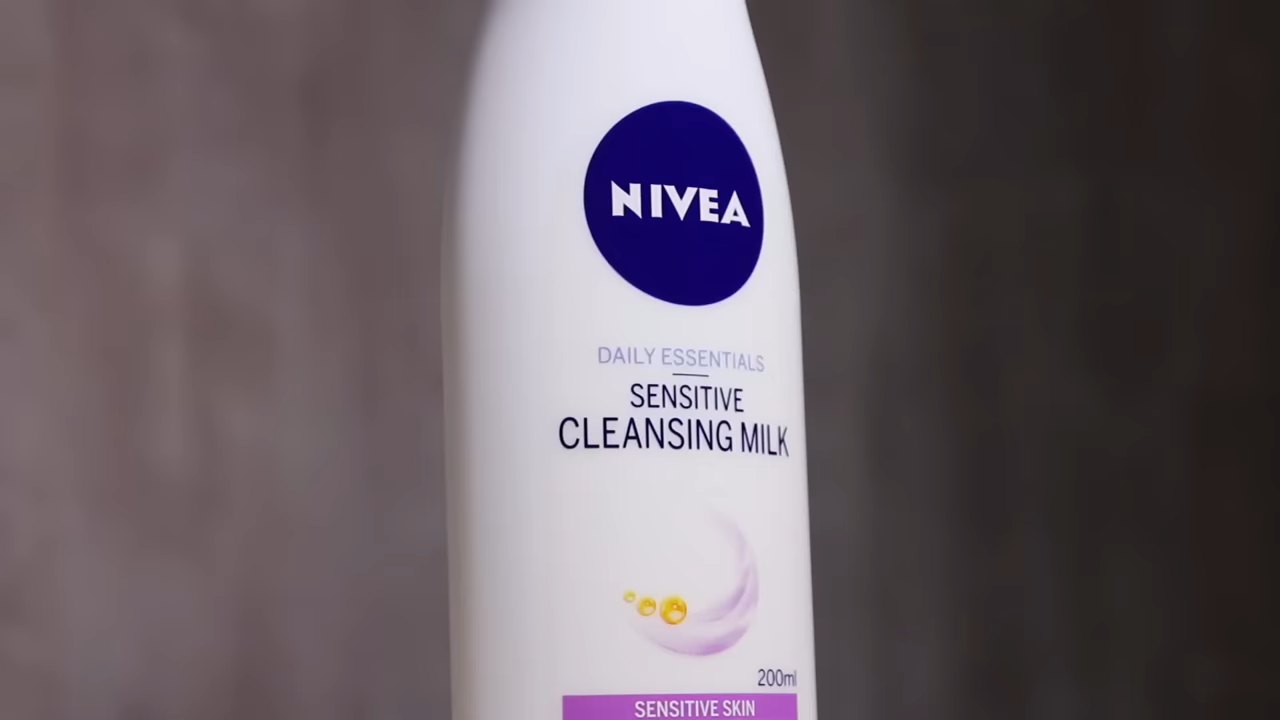 NIVEA
DAILY ESSENTIALS
SENSITIVE
CLEANSING MILK
200ml
SENSITIVE SKIN